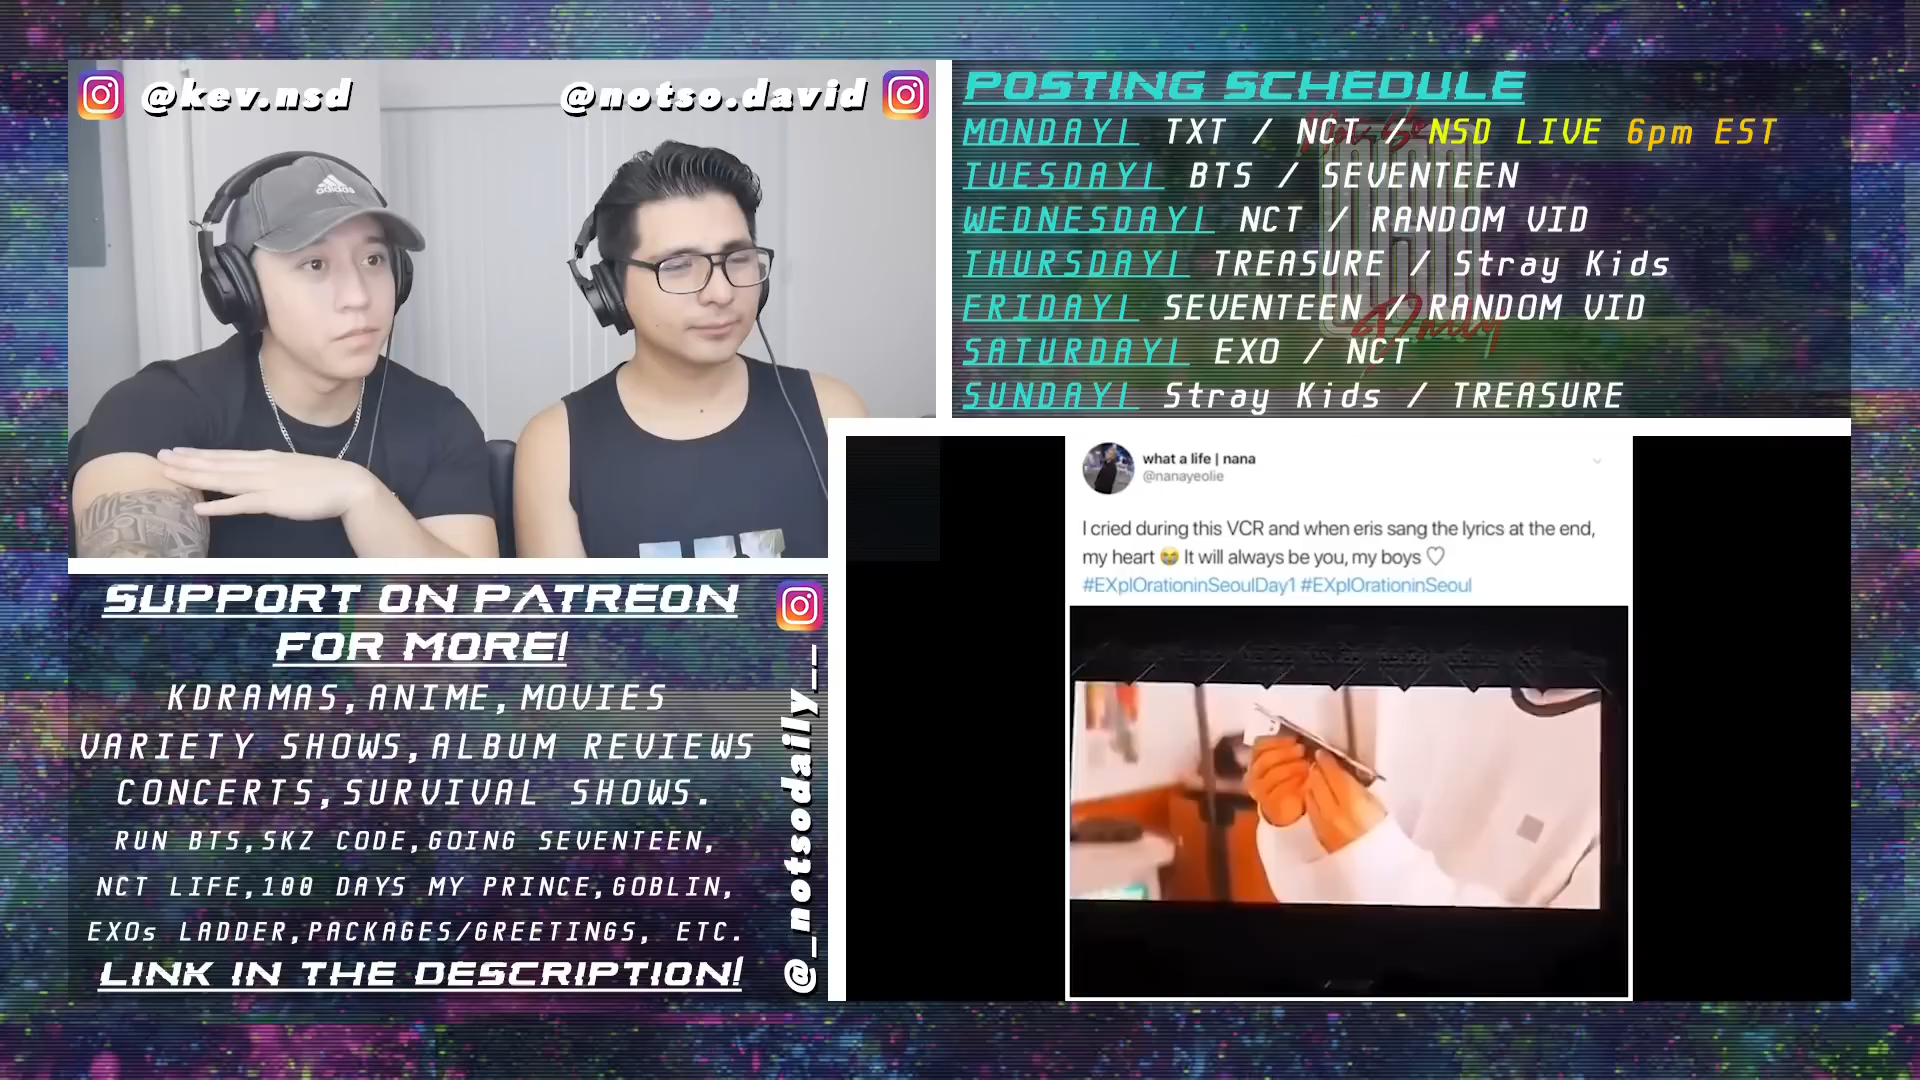 @kev.nsd
@notso.david
adidas
POSTING SCHEDULE
MONDAY| TXT / NCT / NSD LIVE 6pm EST
TUESDAY| BTS / SEVENTEEN
WEDNESDAY| NCT / RANDOM VID
THURSDAY| TREASURE / Stray Kids
FRIDAY| SEVENTEEN / RANDOM VID
SATURDAY| EXO / NCT
SUNDAY| Stray Kids / TREASURE
what a life | nana
@nanayeolie
I cried during this VCR and when eris sang the lyrics at the end,
my heart 😭 It will always be you, my boys ♡
#EXplOrationinSeoulDay1 #EXplOrationinSeoul
SUPPORT ON PATREON
FOR MORE!
KDRAMAS,ANIME,MOVIES
VARIETY SHOWS,ALBUM REVIEWS
CONCERTS,SURVIVAL SHOWS.
RUN BTS,SKZ CODE,GOING SEVENTEEN,
NCT LIFE,100 DAYS MY PRINCE,GOBLIN,
EXOs LADDER,PACKAGES/GREETINGS, ETC.
LINK IN THE DESCRIPTION!
@_notsodaily__